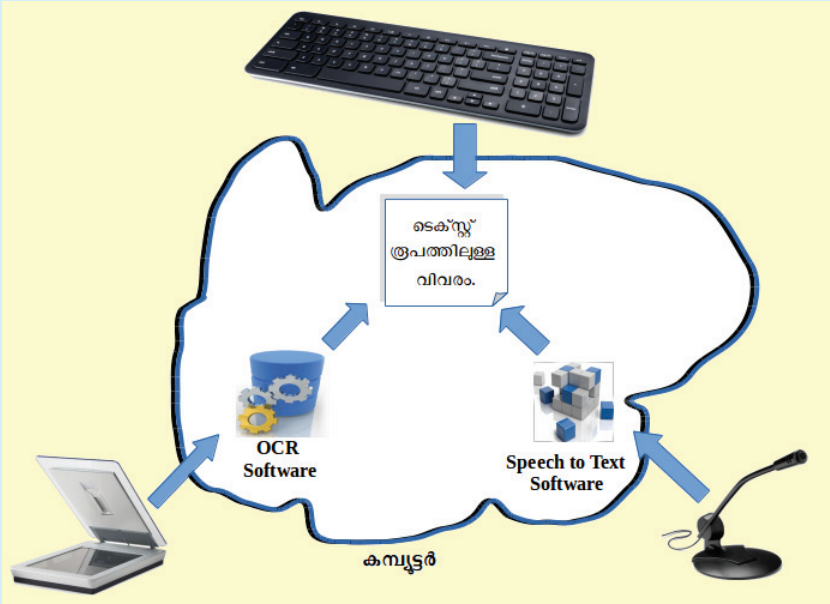 ടെക്സ്റ്റ്
രൂപത്തിലുള്ള
വിവരം.
OCR
Software
Speech to Text
Software
കമ്പ്യൂട്ടർ